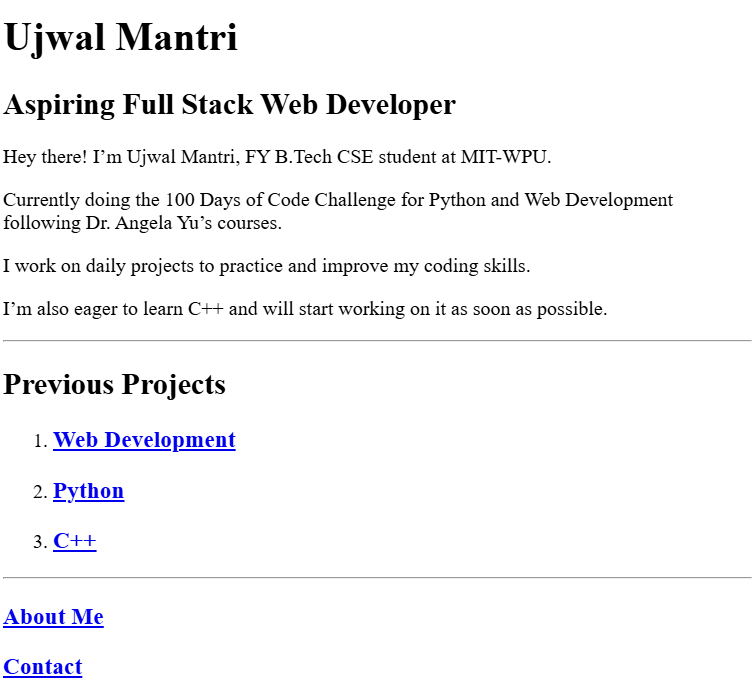 Ujwal Mantri
Aspiring Full Stack Web Developer
Hey there! I’m Ujwal Mantri, FY B.Tech CSE student at MIT-WPU.
Currently doing the 100 Days of Code Challenge for Python and Web Development
following Dr. Angela Yu’s courses.
I work on daily projects to practice and improve my coding skills.
I’m also eager to learn C++ and will start working on it as soon as possible.
Previous Projects
1. Web Development
2. Python
3. C++
About Me
Contact